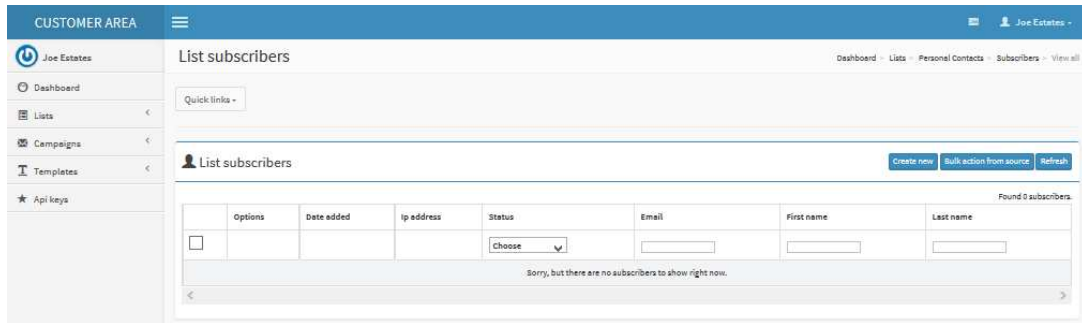 CUSTOMER AREA
Joe Estates
Joe Estates
List subscribers
Dashboard Lists Personal Contacts Subscribers View all
Dashboard
Lists
Campaigns
Templates
Api keys
Quick links
List subscribers
Create new Bulk action from source Refresh
Found 0 subscribers.
Options Date added Ip address Status Email First name Last name
Choose
Sorry, but there are no subscribers to show right now.